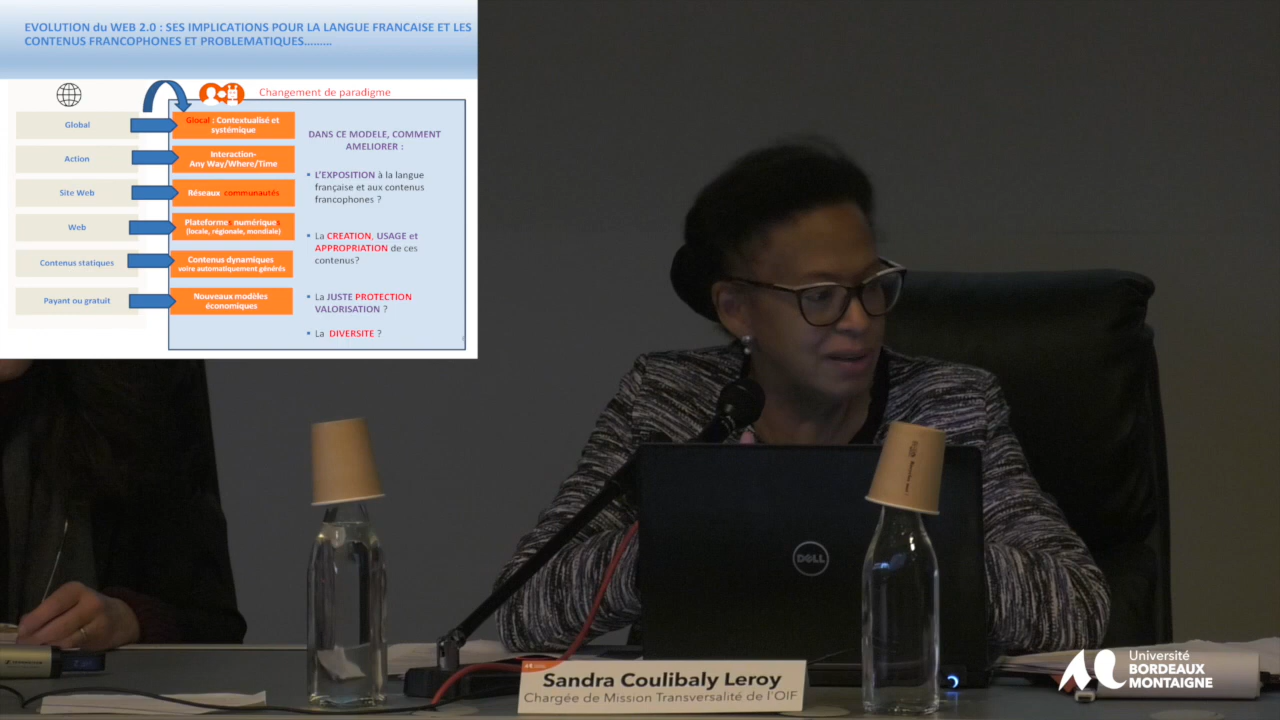 EVOLUTION du WEB 2.0 : SES IMPLICATIONS POUR LA LANGUE FRANCAISE ET LES
CONTENUS FRANCOPHONES ET PROBLEMATIQUES.........
Changement de paradigme
Global
Glocal : Contextualisé et
systémique
Action
Interaction-
Any Way/Where/Time
Site Web
Réseaux communautés
Web
Plateformes numériques
(locale, régionale, mondiale)
Contenus statiques
Contenus dynamiques
voire automatiquement générés
Payant ou gratuit
Nouveaux modèles
économiques
DANS CE MODELE, COMMENT
AMELIORER :
▪ L'EXPOSITION à la langue
française et aux contenus
francophones ?
▪ La CREATION, USAGE et
APPROPRIATION de ces
contenus?
▪ La JUSTE PROTECTION
VALORISATION ?
▪ La DIVERSITE ?
DELL
Sandra Coulibaly Leroy
Chargée de Mission Transversalité de l'OIF
Université
BORDEAUX
MONTAIGNE